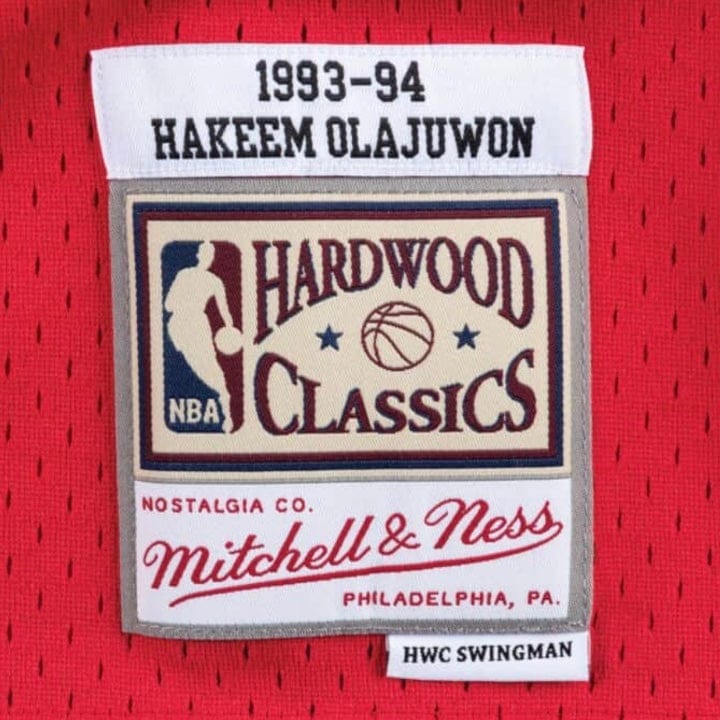 1993-94
HAKEEM OLAJUWON
HARDWOOD
CLASSICS
NBA
NOSTALGIA CO.
Mitchell & Ness
PHILADELPHIA, PA.
HWC SWINGMAN